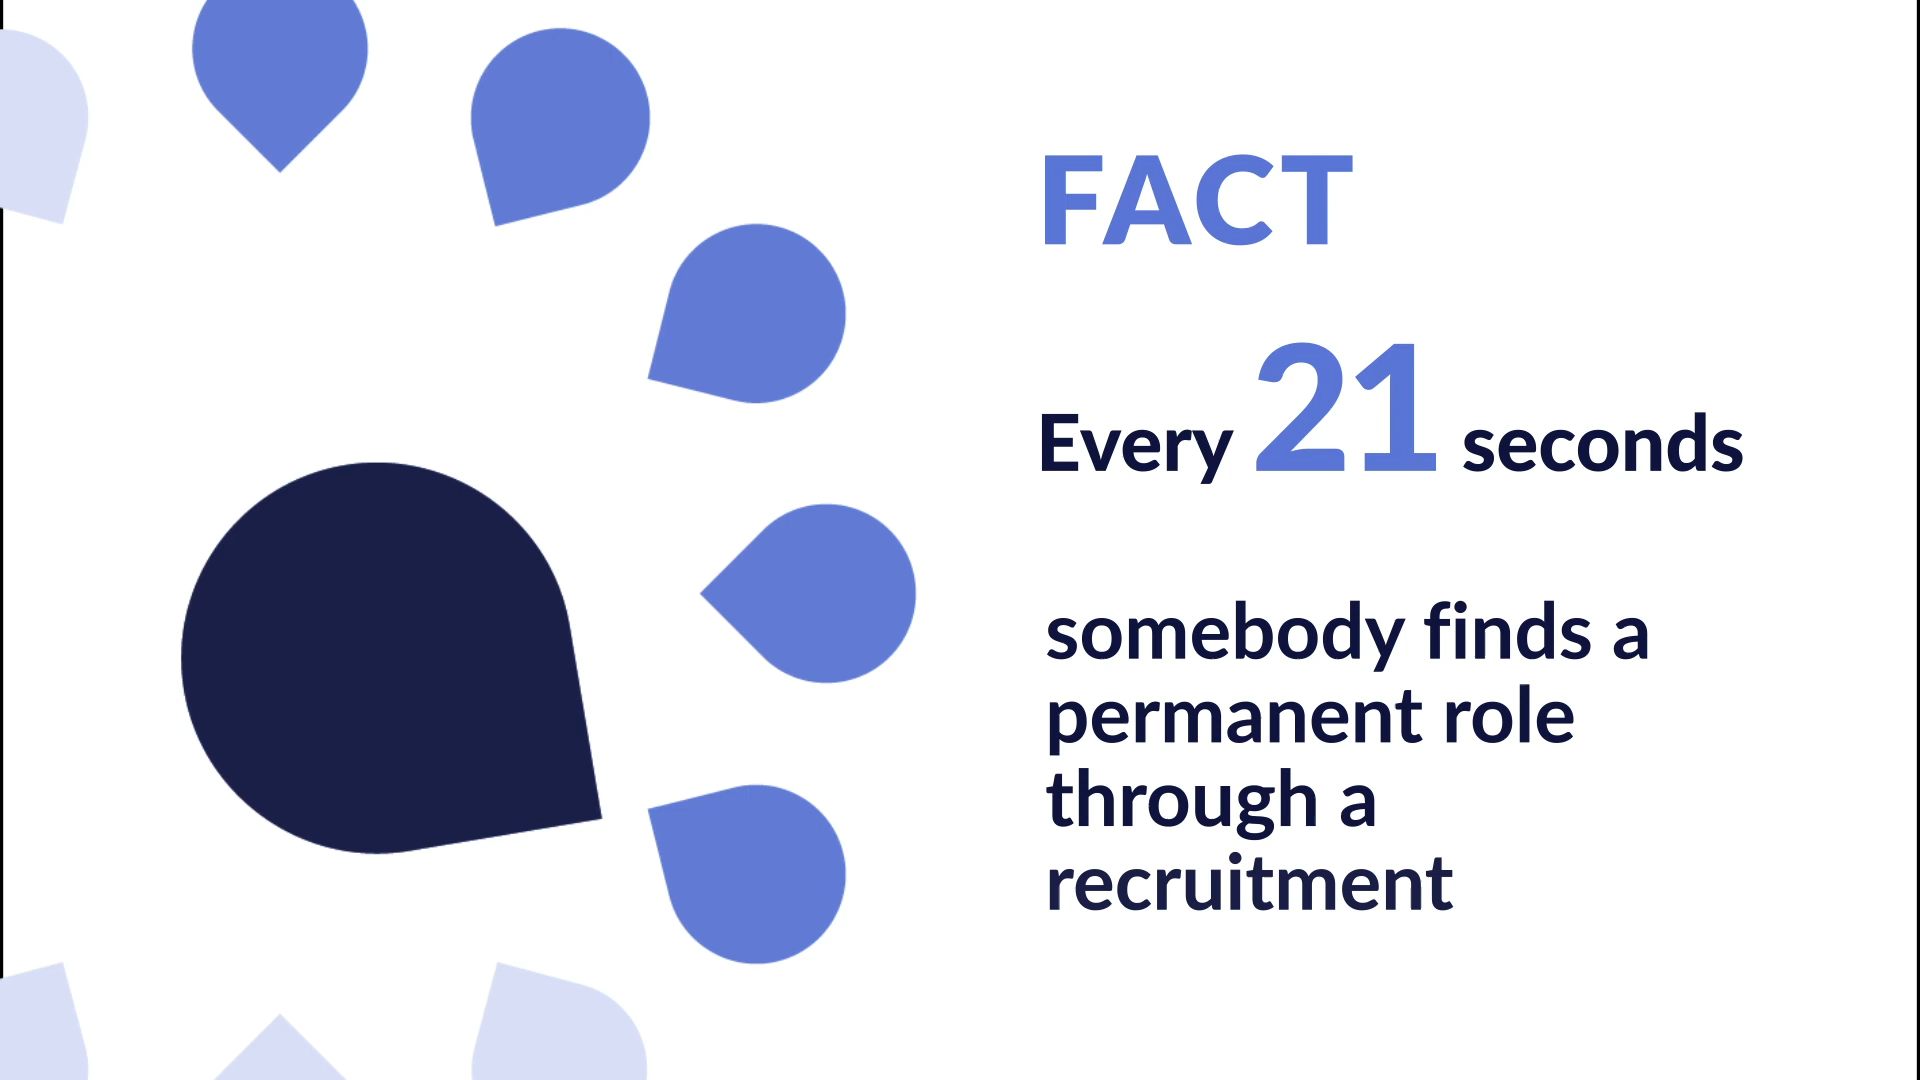 FACT
Every 21 seconds
somebody finds a
permanent role
through a
recruitment